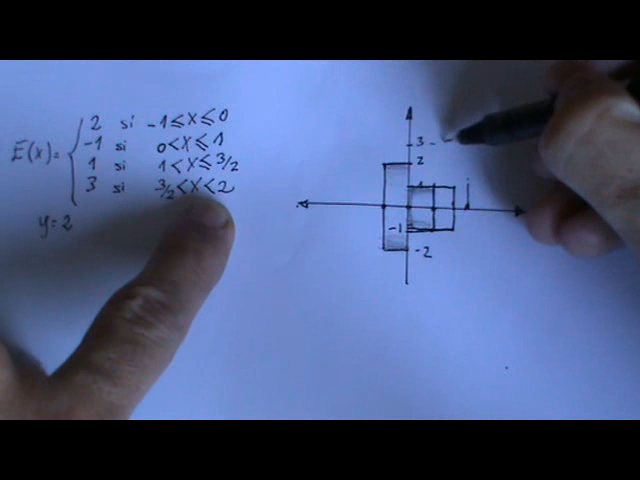 E(x)= { 2 si -1≤x≤0
-1 si 0<x≤1
1 si 1<x≤3/2
3 si 3/2<x<2
y=2
3
2
-1
-2